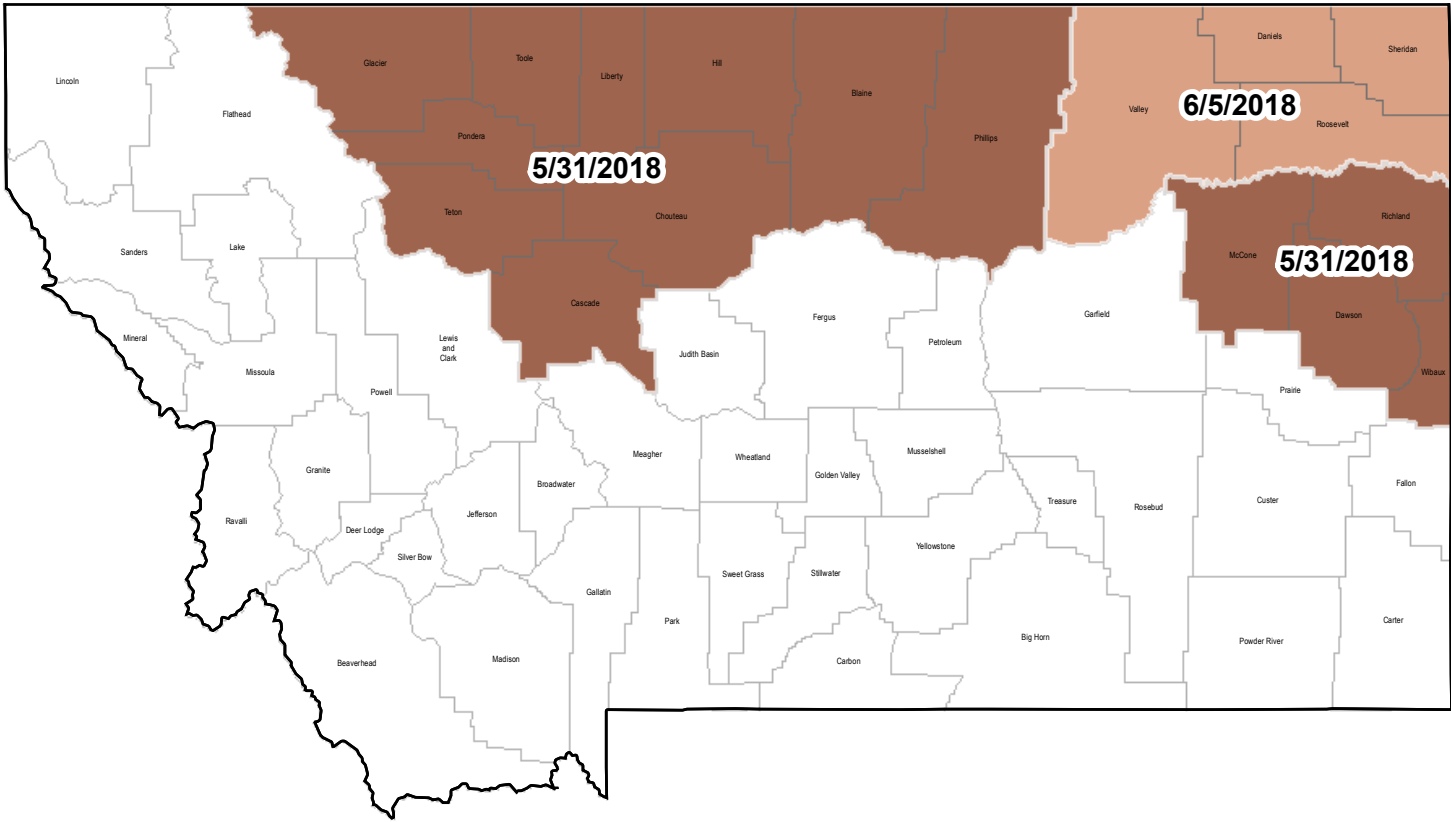 Daniels
Sheridan
Toole
Glacier
Hill
Liberty
Lincoln
Blaine
6/5/2018
Valley
Flathead
Roosevelt
Pondera
Phillips
5/31/2018
Teton
Chouteau
Richland
Lake
Sanders
McCone
5/31/2018
Cascade
Garfield
Dawson
Fergus
Mineral
Lewis
and
Clark
Petroleum
Judith Basin
Missoula
Wibaux
Powell
Prairie
Meagher
Wheatland
Musselshell
Granite
Golden Valley
Broadwater
Fallon
Treasure
Custer
Rosebud
Jefferson
Ravalli
Deer Lodge
Yellowstone
Silver Bow
Sweet Grass
Stillwater
Gallatin
Park
Carter
Big Horn
Powder River
Madison
Carbon
Beaverhead